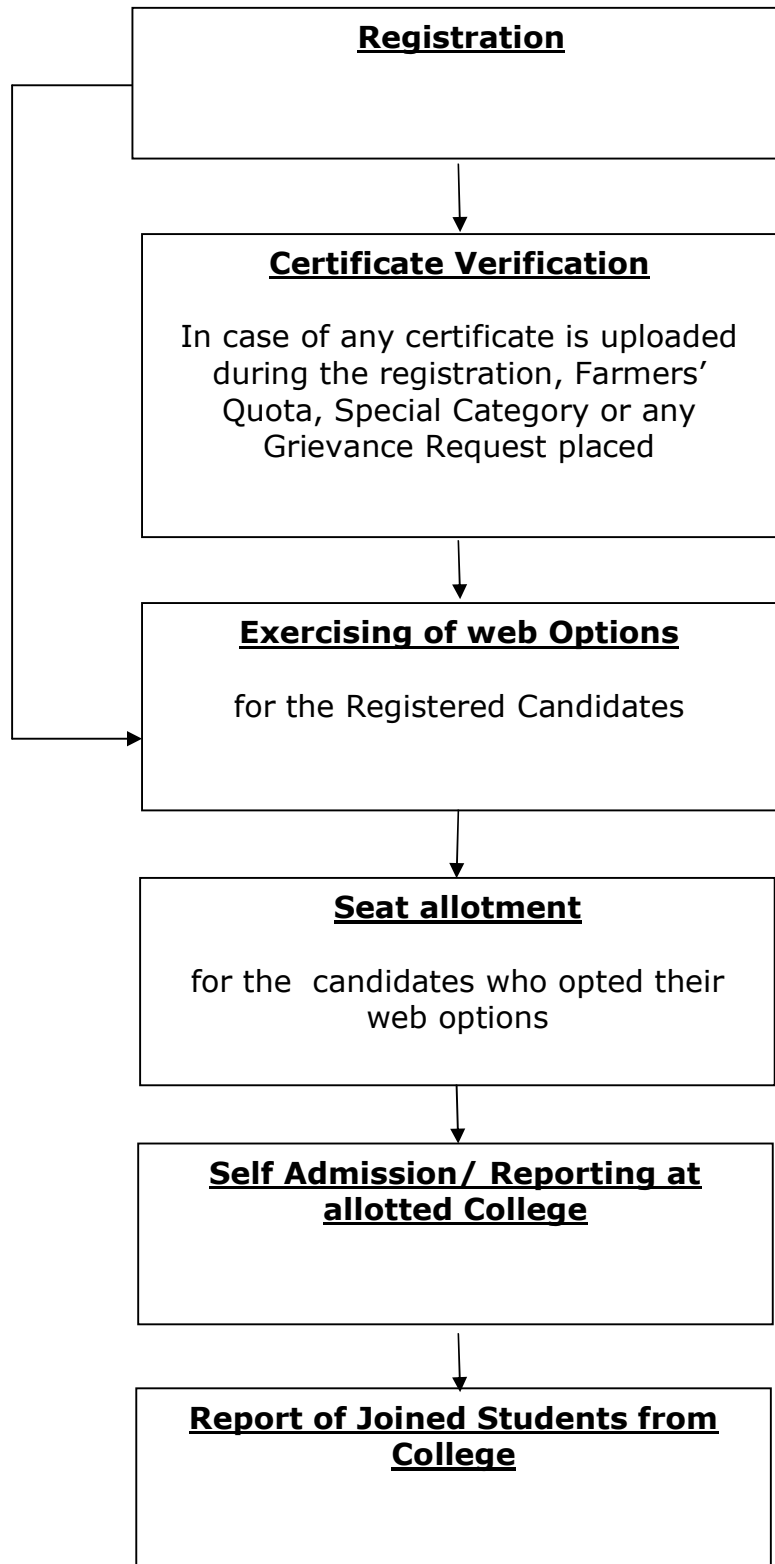 Registration
Certificate Verification
In case of any certificate is uploaded
during the registration, Farmers’
Quota, Special Category or any
Grievance Request placed
Exercising of web Options
for the Registered Candidates
Seat allotment
for the  candidates who opted their
web options
Self Admission/ Reporting at
allotted College
Report of Joined Students from
College